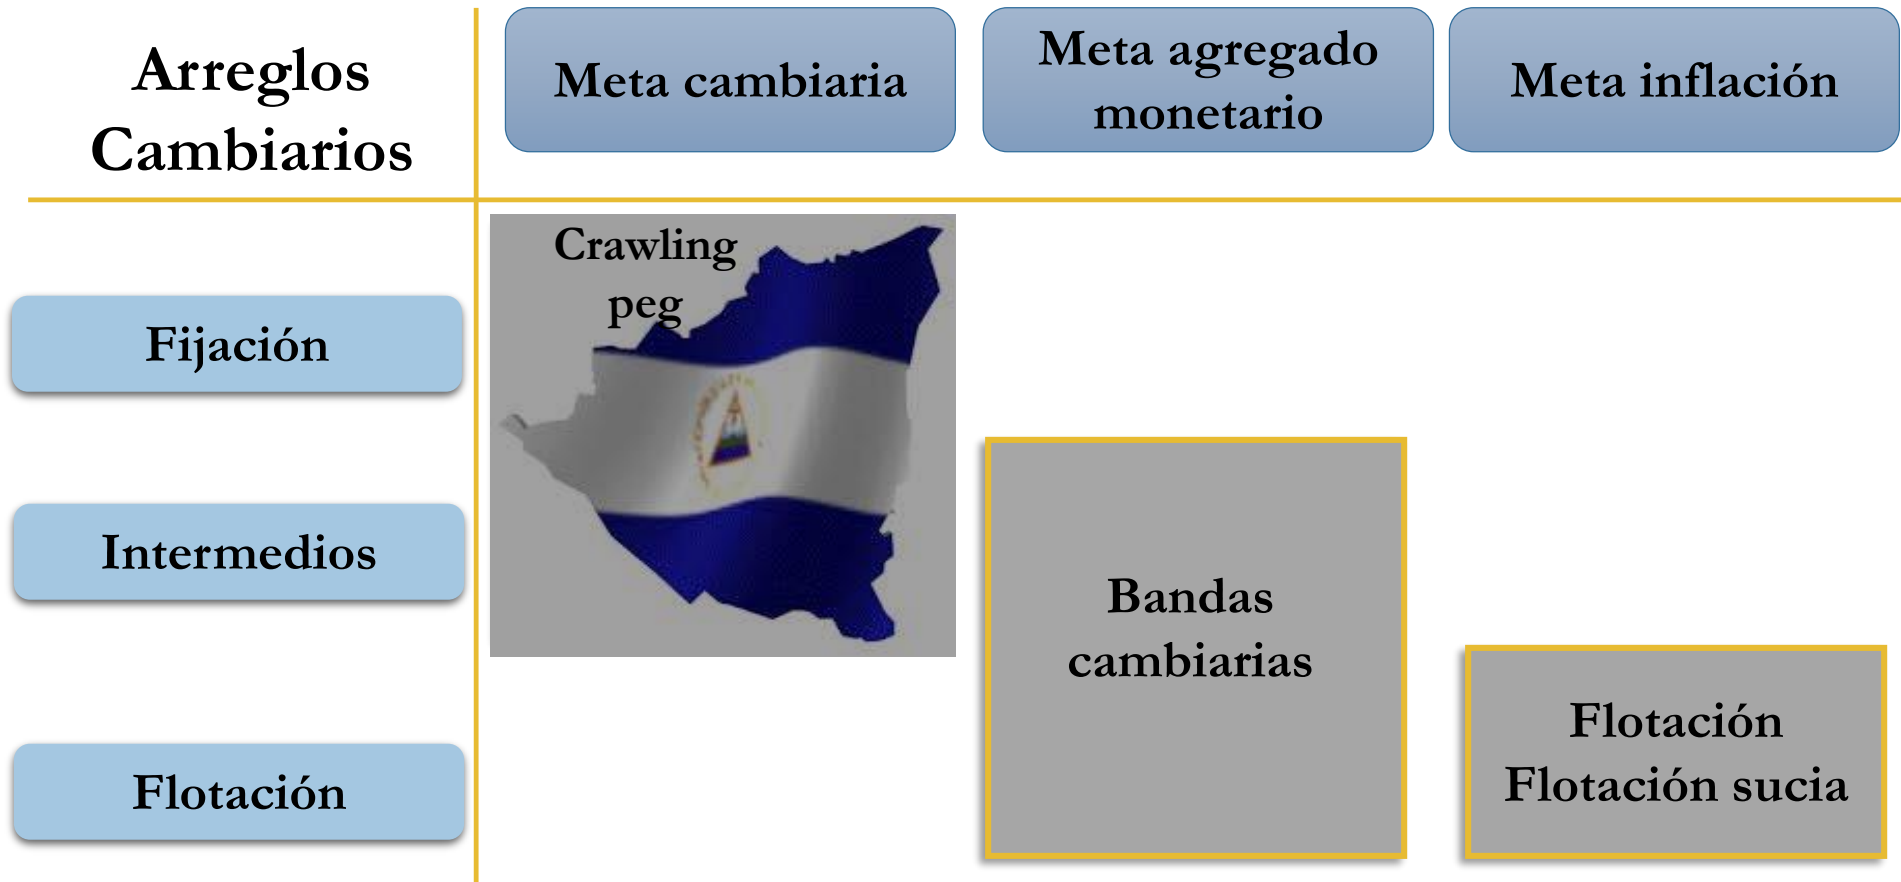 Arreglos
Cambiarios
Meta cambiaria
Meta agregado
monetario
Meta inflación
Fijación
Intermedios
Flotación
Crawling
peg
Bandas
cambiarias
Flotación
Flotación sucia